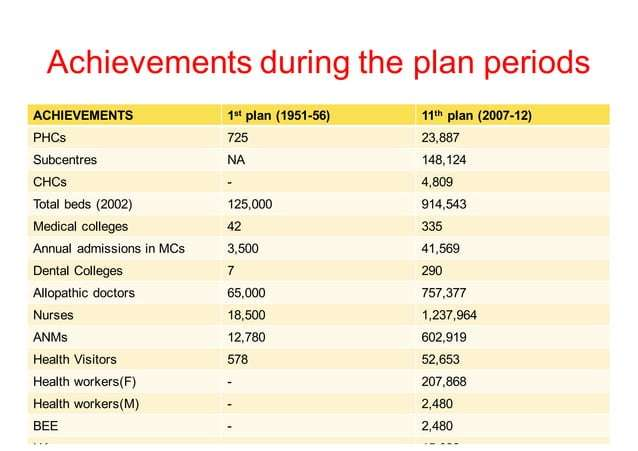 Achievements during the plan periods
ACHIEVEMENTS 1st plan (1951-56) 11th plan (2007-12)
PHCs 725 23,887
Subcentres NA 148,124
CHCs - 4,809
Total beds (2002) 125,000 914,543
Medical colleges 42 335
Annual admissions in MCs 3,500 41,569
Dental Colleges 7 290
Allopathic doctors 65,000 757,377
Nurses 18,500 1,237,964
ANMs 12,780 602,919
Health Visitors 578 52,653
Health workers(F) - 207,868
Health workers(M) - 2,480
BEE - 2,480